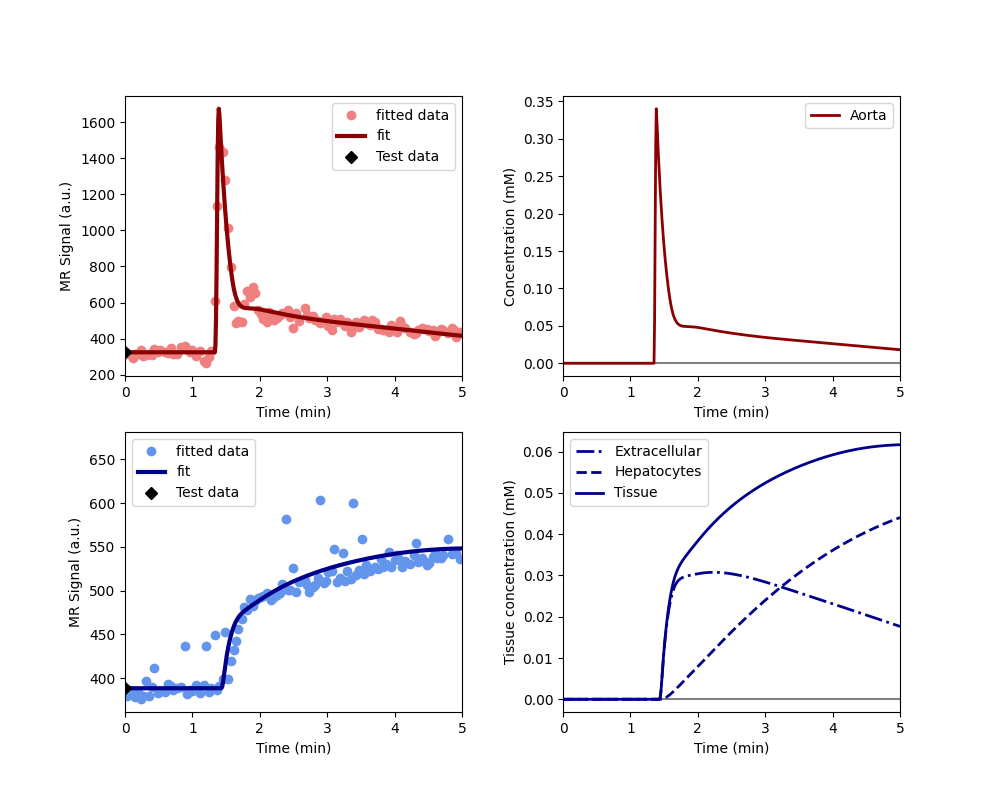 MR Signal (a.u.)
1600
1400
1200
1000
800
600
400
200
fitted data
fit
Test data
0 1 2 3 4 5
Time (min)
Concentration (mM)
0.35
0.30
0.25
0.20
0.15
0.10
0.05
0.00
Aorta
0 1 2 3 4 5
Time (min)
MR Signal (a.u.)
650
600
550
500
450
400
fitted data
fit
Test data
0 1 2 3 4 5
Time (min)
Tissue concentration (mM)
0.06
0.05
0.04
0.03
0.02
0.01
0.00
Extracellular
Hepatocytes
Tissue
0 1 2 3 4 5
Time (min)